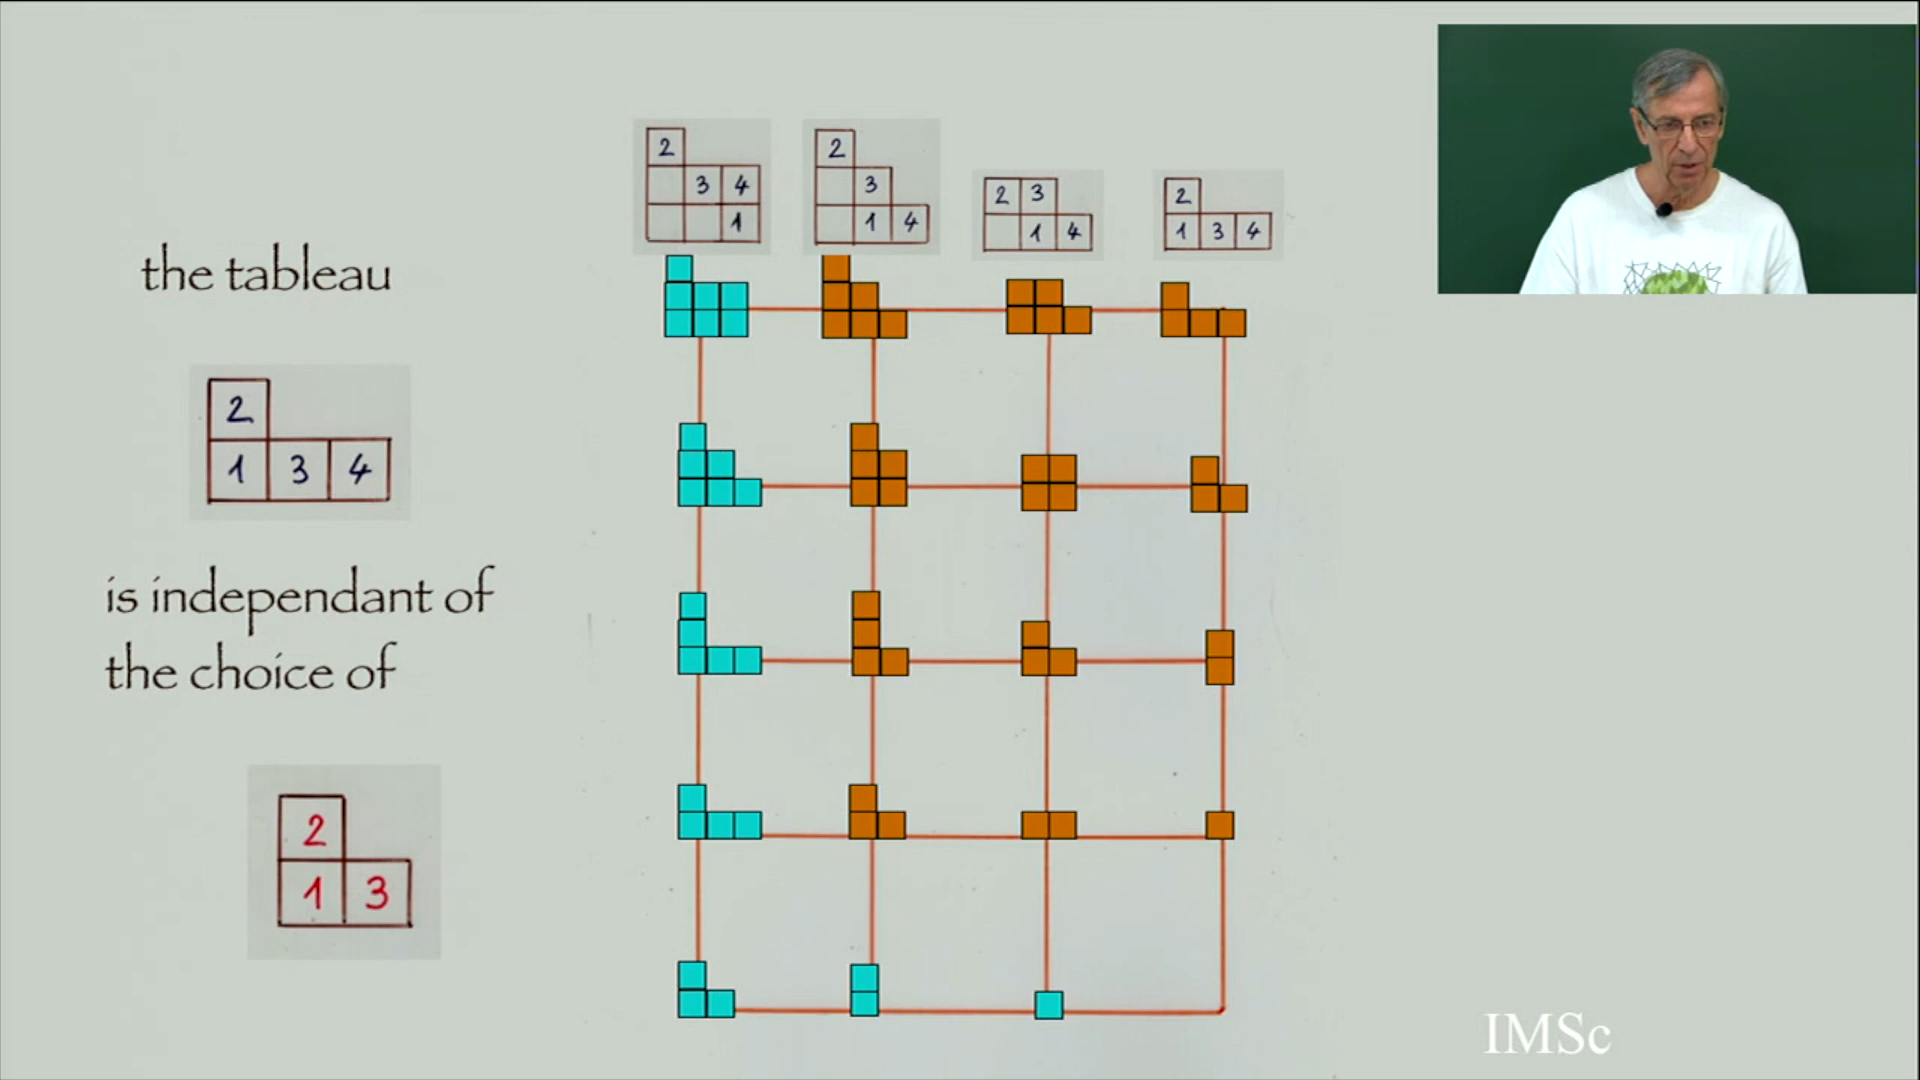 2
3 4
1
2
3
1 4
2 3
1 4
2
1 3 4
the tableau
2
1 3 4
is independant of
the choice of
2
1 3
IMSc